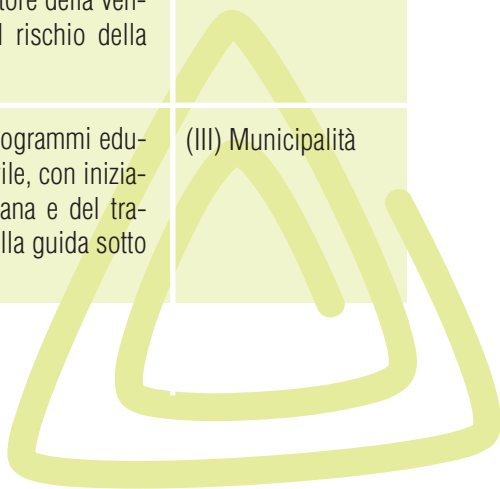 tore della ven-
l rischio della
ogrammi edu-
ile, con inizia-
ana e del tra-
lla guida sotto
(III) Municipalità